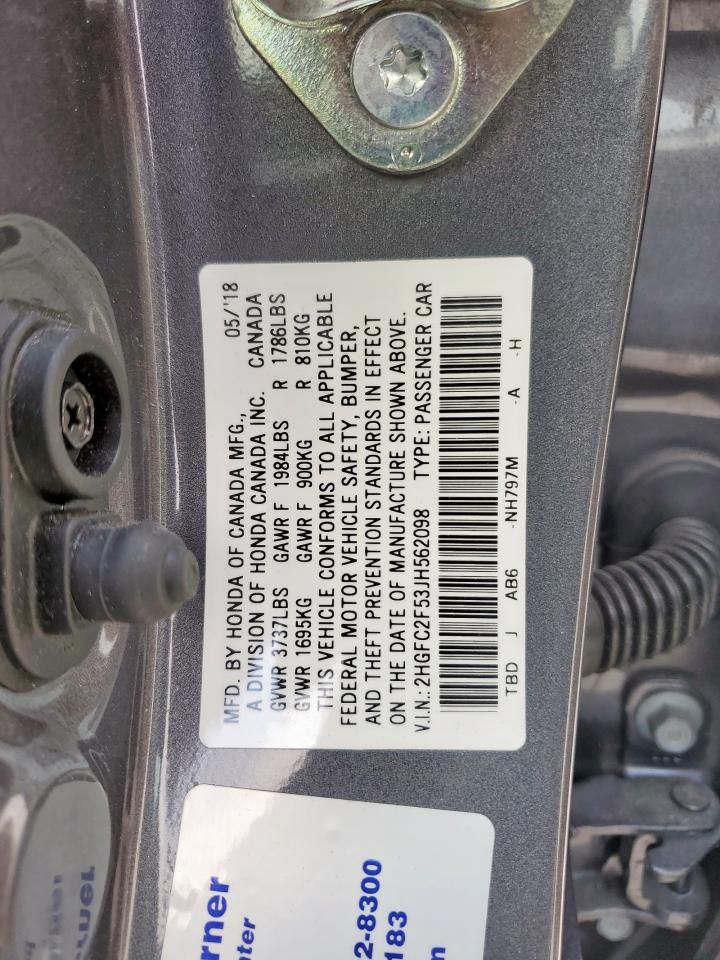 MFD. BY HONDA OF CANADA MFG., 05/'18
A DIVISION OF HONDA CANADA INC. CANADA
GVWR 3737LBS GAWR F 1984LBS R 1786LBS
GVWR 1695KG GAWR F 900KG R 810KG
THIS VEHICLE CONFORMS TO ALL APPLICABLE
FEDERAL MOTOR VEHICLE SAFETY, BUMPER,
AND THEFT PREVENTION STANDARDS IN EFFECT
ON THE DATE OF MANUFACTURE SHOWN ABOVE.
V.I.N.: 2HGFC2F53JH562098 TYPE: PASSENGER CAR
TBD J AB6 -NH797M -A -H
rner
nter
2-8300
183